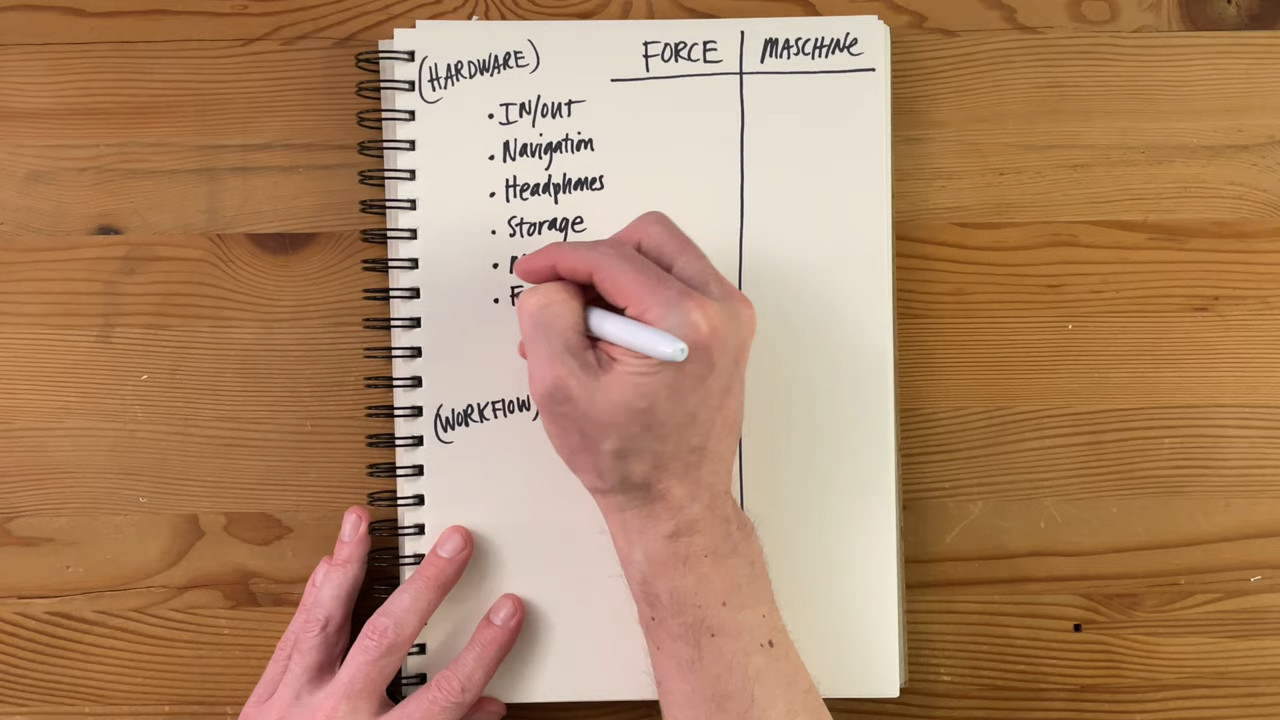 (HARDWARE) FORCE MASCHINE
• IN/OUT
• Navigation
• Headphones
• Storage
(WORKFLOW)